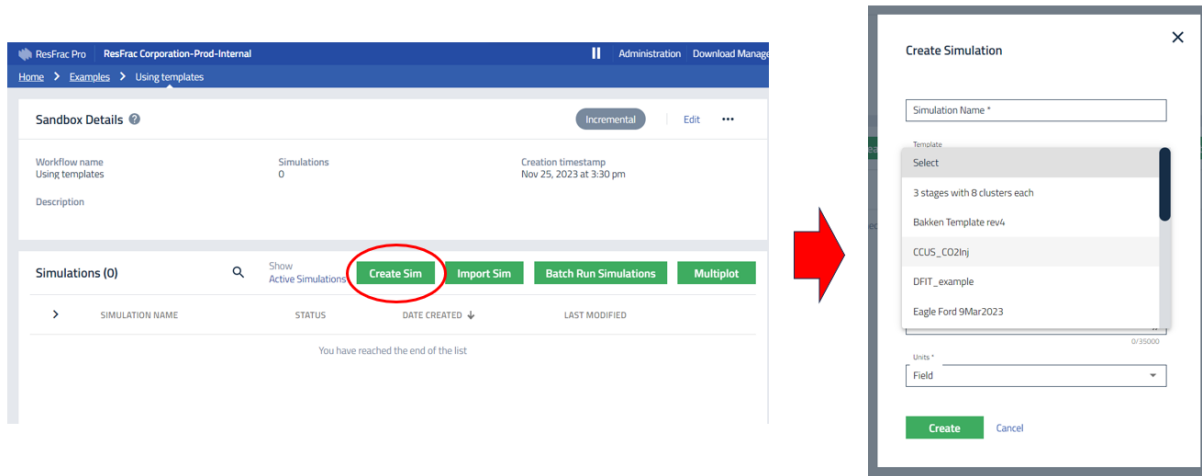 ResFrac Pro ResFrac Corporation-Prod-Internal Administration Download Manage
Home > Examples > Using templates
Sandbox Details ? Incremental Edit •••
Workflow name Simulations Creation timestamp
Using templates 0 Nov 25, 2023 at 3:30 pm
Description
Simulations (0) Show Active Simulations Create Sim Import Sim Batch Run Simulations Multiplot
SIMULATION NAME STATUS DATE CREATED LAST MODIFIED
You have reached the end of the list
Create Simulation
Simulation Name *
Template
Select
3 stages with 8 clusters each
Bakken Template rev4
CCUS_CO2Inj
DFIT_example
Eagle Ford 9Mar2023
0/35000
Units *
Field
Create Cancel